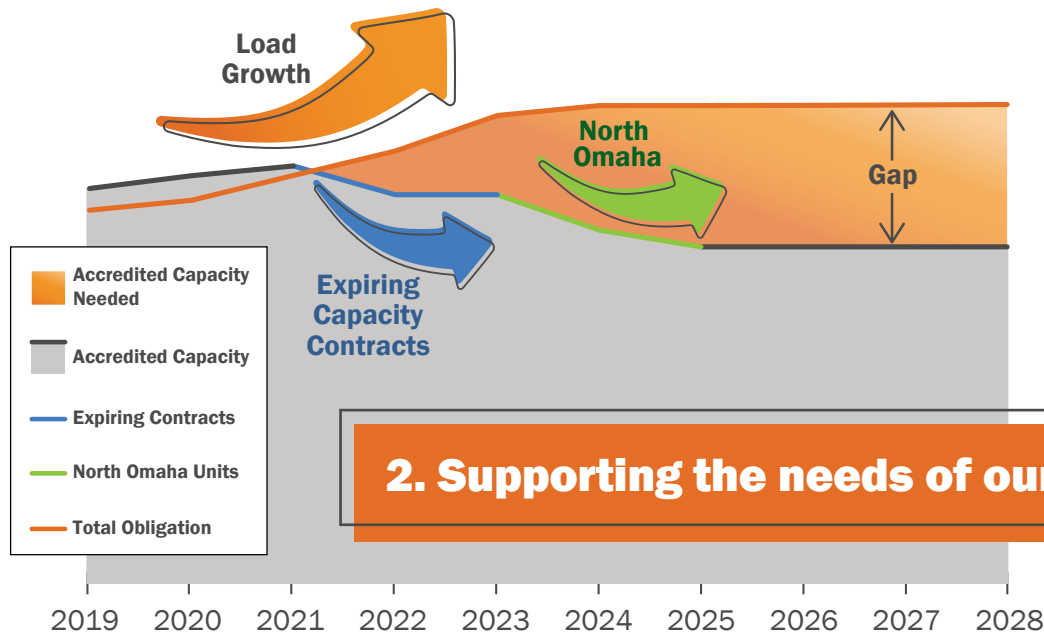 Load
Growth
North
Omaha
Gap
Expiring
Capacity
Contracts
Accredited Capacity
Needed
Accredited Capacity
Expiring Contracts
North Omaha Units
Total Obligation
2. Supporting the needs of our
2019 2020 2021 2022 2023 2024 2025 2026 2027 2028